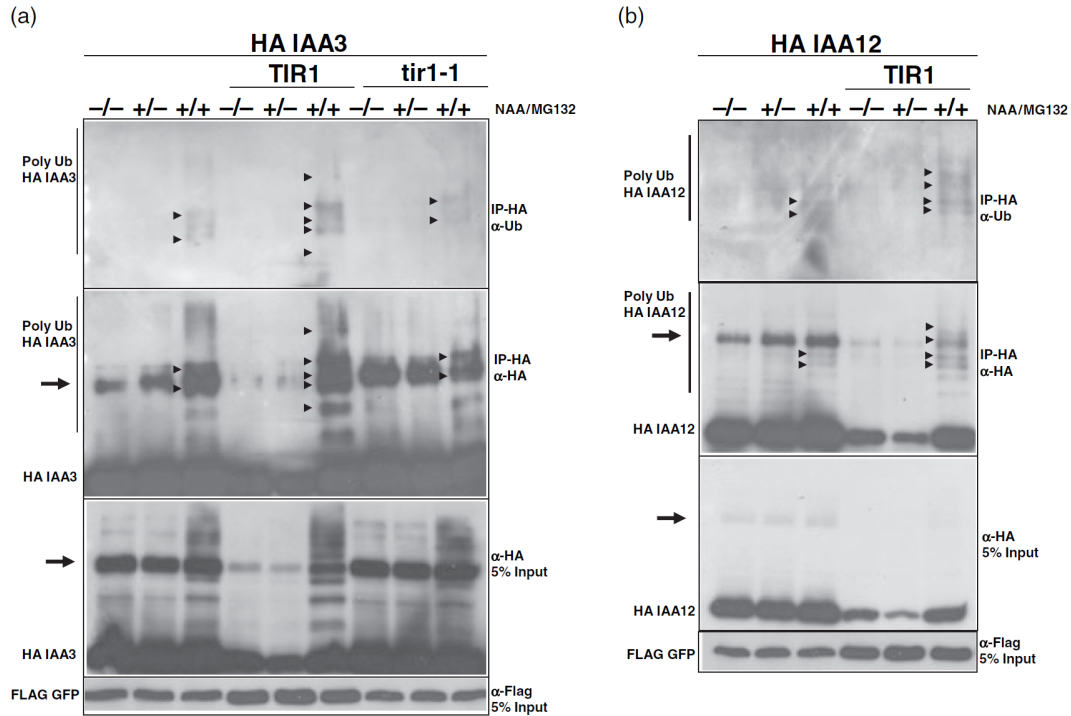 (a)
HA IAA3
TIR1
tir1-1
–/– +/– +/+ –/– +/– +/+ –/– +/– +/+ NAA/MG132
Poly Ub
HA IAA3
IP-HA
α-Ub
Poly Ub
HA IAA3
IP-HA
α-HA
HA IAA3
α-HA
5% Input
HA IAA3
FLAG GFP
α-Flag
5% Input
(b)
HA IAA12
TIR1
–/– +/– +/+ –/– +/– +/+ NAA/MG132
Poly Ub
HA IAA12
IP-HA
α-Ub
Poly Ub
HA IAA12
IP-HA
α-HA
HA IAA12
α-HA
5% Input
HA IAA12
FLAG GFP
α-Flag
5% Input